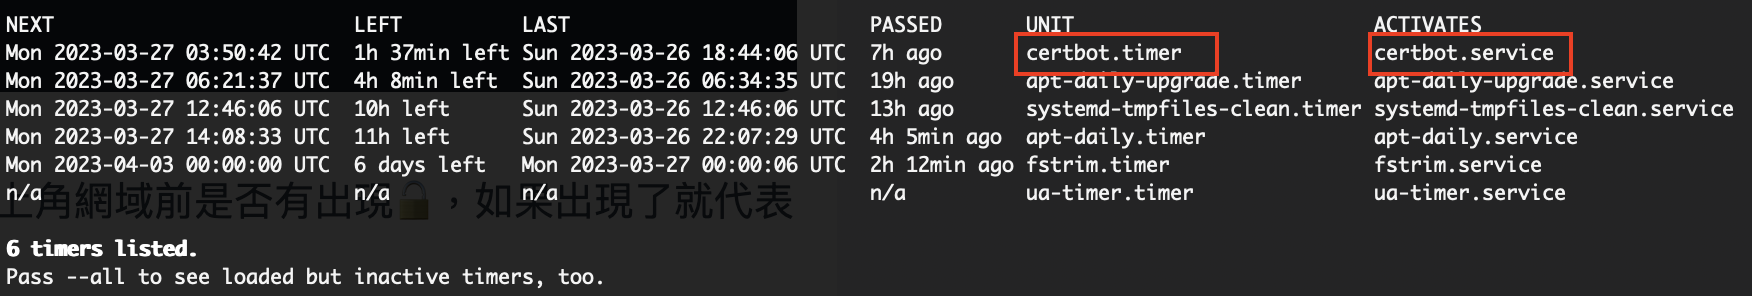 NEXT LEFT LAST PASSED UNIT ACTIVATES
Mon 2023-03-27 03:50:42 UTC 1h 37min left Sun 2023-03-26 18:44:06 UTC 7h ago certbot.timer certbot.service
Mon 2023-03-27 06:21:37 UTC 4h 8min left Sun 2023-03-26 06:34:35 UTC 19h ago apt-daily-upgrade.timer apt-daily-upgrade.service
Mon 2023-03-27 12:46:06 UTC 10h left Sun 2023-03-26 12:46:06 UTC 13h ago systemd-tmpfiles-clean.timer systemd-tmpfiles-clean.service
Mon 2023-03-27 14:08:33 UTC 11h left Sun 2023-03-26 22:07:29 UTC 4h 5min ago apt-daily.timer apt-daily.service
Mon 2023-04-03 00:00:00 UTC 6 days left Mon 2023-03-27 00:00:06 UTC 2h 12min ago fstrim.timer fstrim.service
n/a n/a n/a n/a ua-timer.timer ua-timer.service
上角網域前是否有出現🔒，如果出現了就代表
6 timers listed.
Pass --all to see loaded but inactive timers, too.